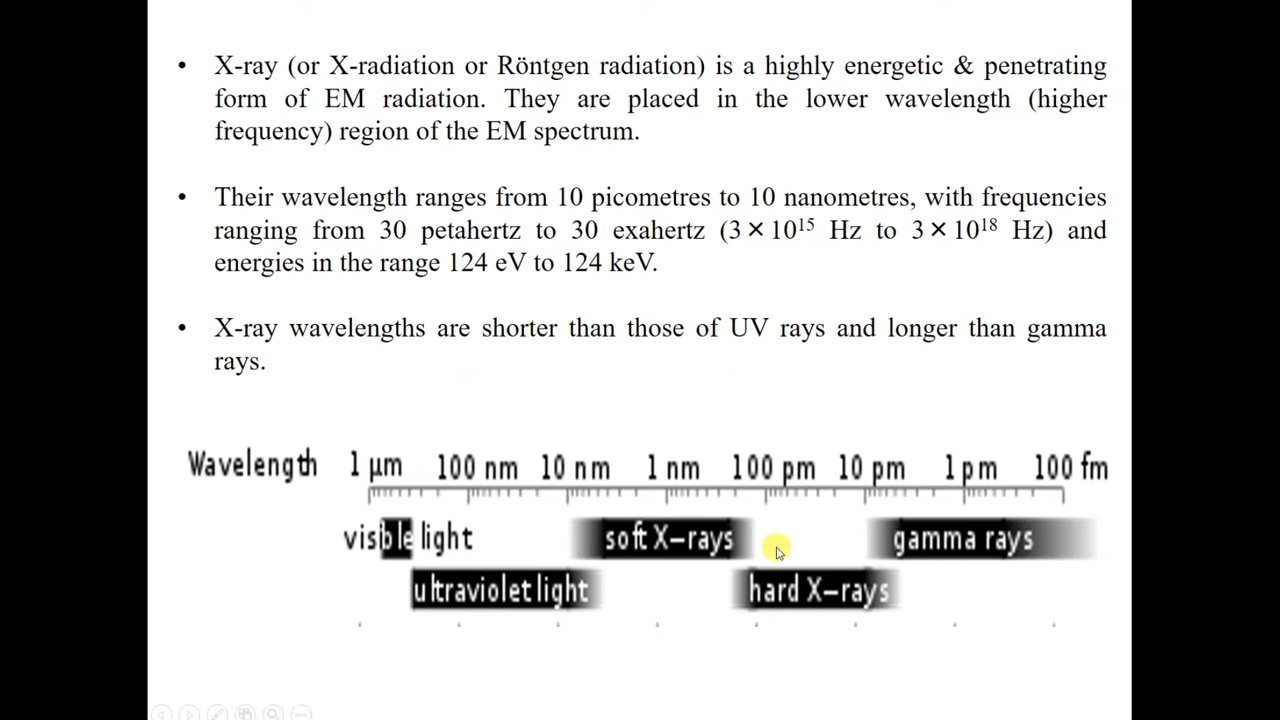 • X-ray (or X-radiation or Röntgen radiation) is a highly energetic & penetrating
form of EM radiation. They are placed in the lower wavelength (higher
frequency) region of the EM spectrum.
• Their wavelength ranges from 10 picometres to 10 nanometres, with frequencies
ranging from 30 petahertz to 30 exahertz (3×10¹⁵ Hz to 3×10¹⁸ Hz) and
energies in the range 124 eV to 124 keV.
• X-ray wavelengths are shorter than those of UV rays and longer than gamma
rays.
Wavelength 1 µm 100 nm 10 nm 1 nm 100 pm 10 pm 1 pm 100 fm
visible light soft X-rays gamma rays
ultraviolet light hard X-rays